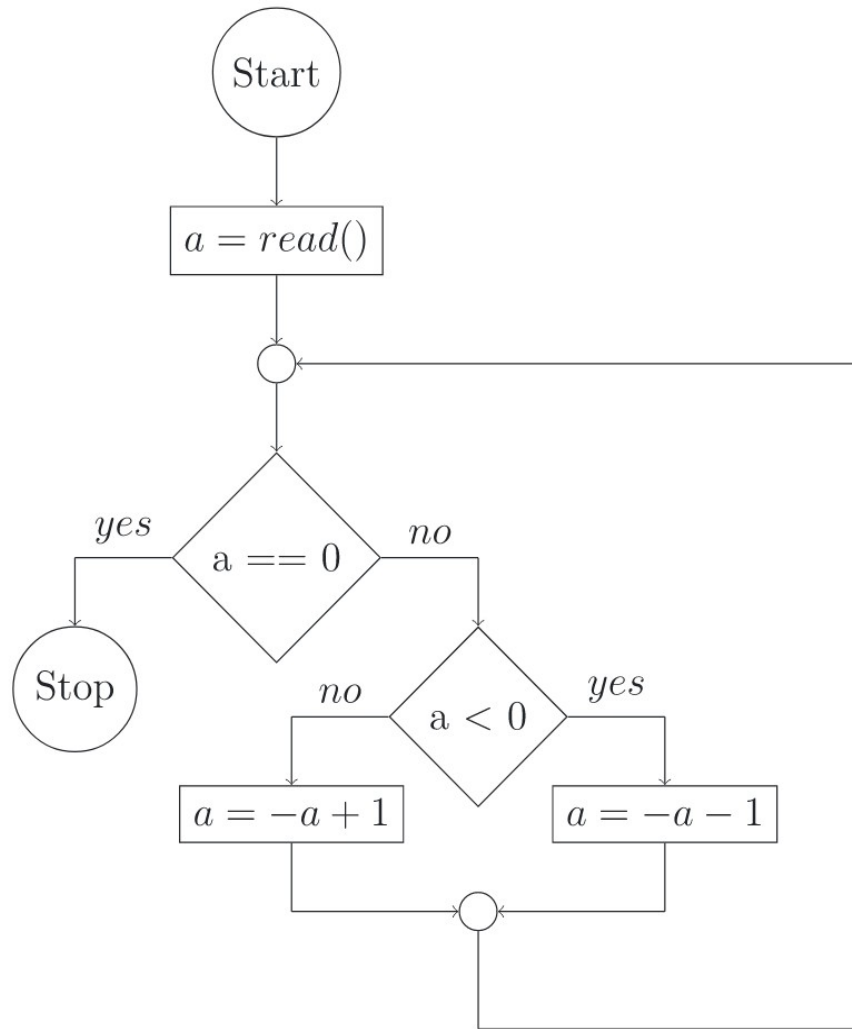 Start
a = read()
yes
a == 0
no
Stop
no
a < 0
yes
a = −a + 1
a = −a − 1